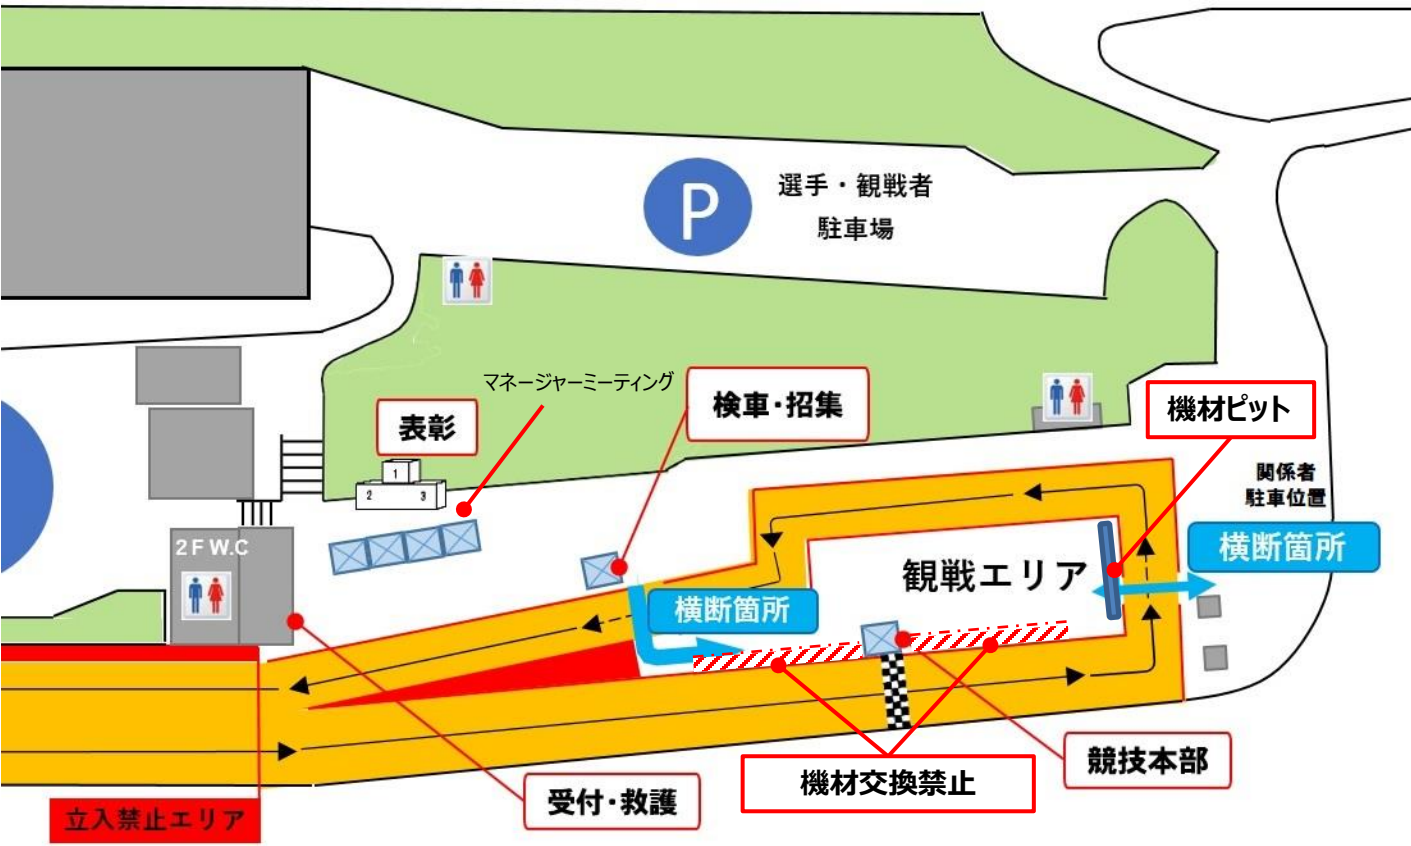 P
選手・観戦者
駐車場
マネージャーミーティング
検車・招集
表彰
機材ピット
1
2
3
関係者
駐車位置
2F W.C
横断箇所
観戦エリア
横断箇所
競技本部
機材交換禁止
受付・救護
立入禁止エリア